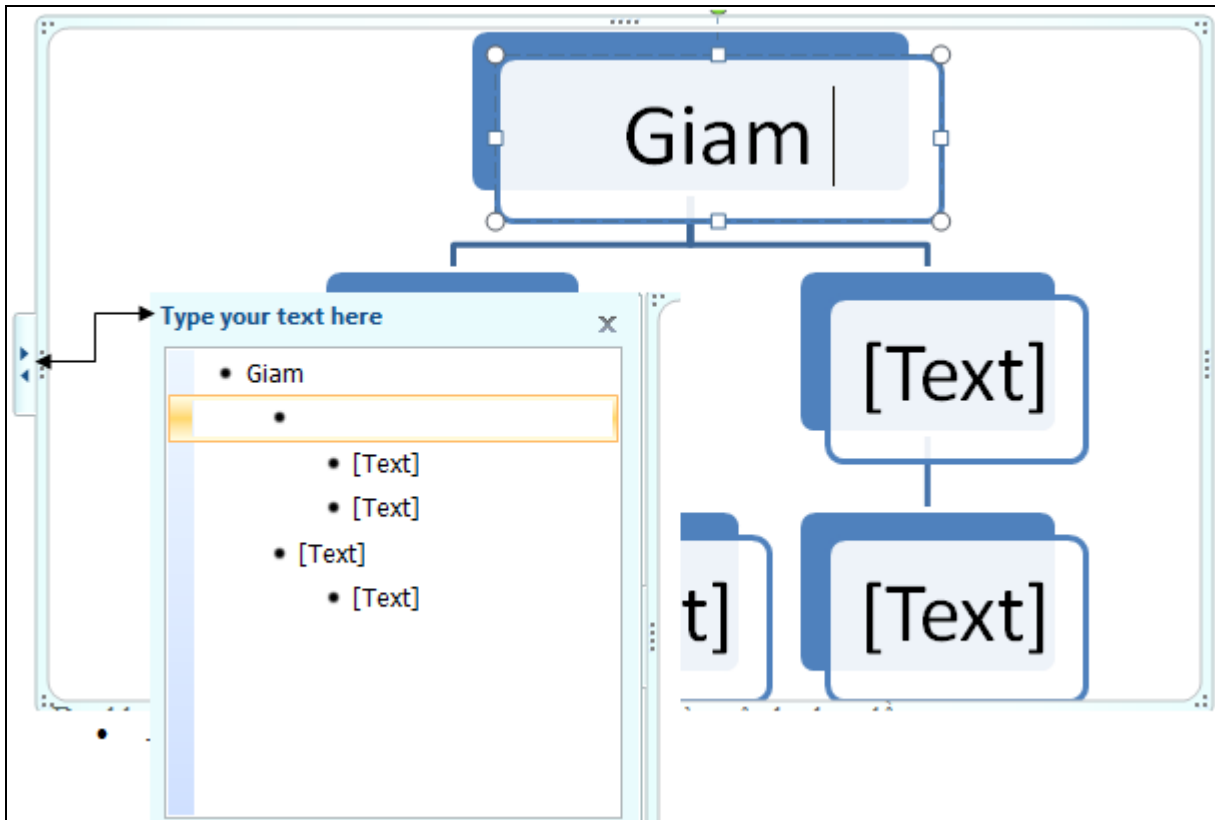 Giam
Type your text here
x
• Giam
•
• [Text]
• [Text]
• [Text]
• [Text]
[Text]
t]
[Text]
•